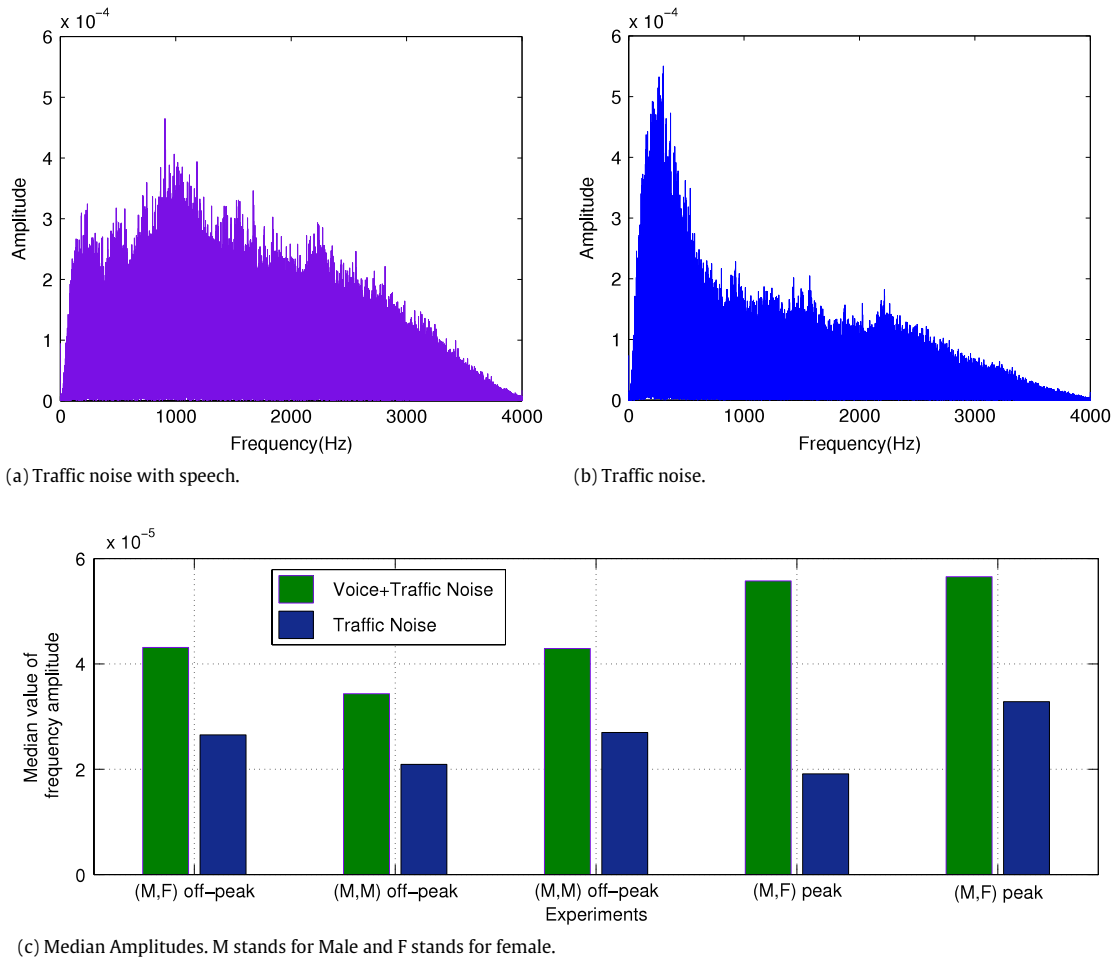 x 10⁻⁴
6
5
4
3
2
1
0
Amplitude
0 1000 2000 3000 4000
Frequency(Hz)
(a) Traffic noise with speech.
x 10⁻⁴
6
5
4
3
2
1
0
Amplitude
0 1000 2000 3000 4000
Frequency(Hz)
(b) Traffic noise.
x 10⁻⁵
6
4
2
0
Median value of
frequency amplitude
Voice+Traffic Noise
Traffic Noise
(M,F) off−peak (M,M) off−peak (M,M) off−peak (M,F) peak (M,F) peak
Experiments
(c) Median Amplitudes. M stands for Male and F stands for female.